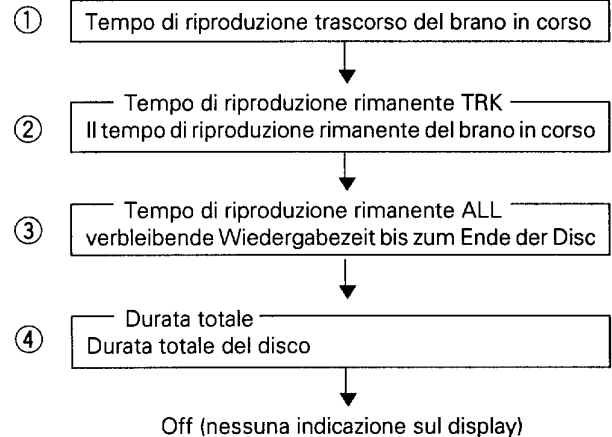 ① Tempo di riproduzione trascorso del brano in corso
Tempo di riproduzione rimanente TRK
② Il tempo di riproduzione rimanente del brano in corso
Tempo di riproduzione rimanente ALL
③ verbleibende Wiedergabezeit bis zum Ende der Disc
Durata totale
④ Durata totale del disco
Off (nessuna indicazione sul display)